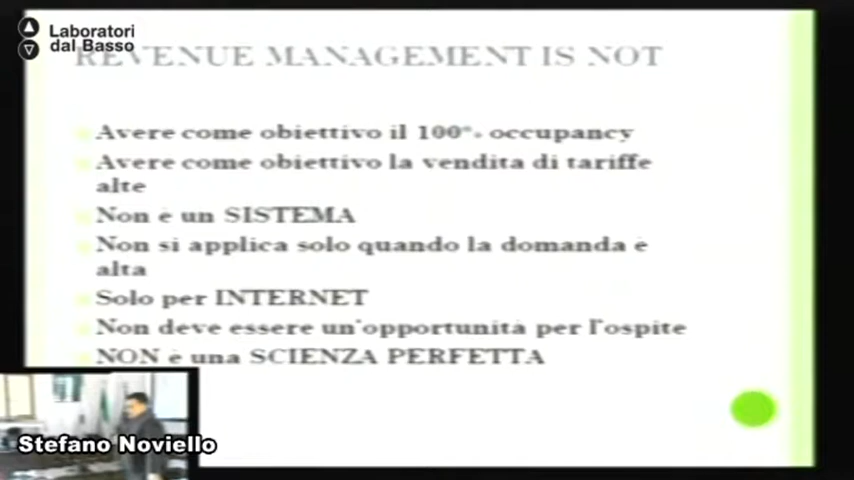 Laboratori
dal Basso
REVENUE MANAGEMENT IS NOT
Avere come obiettivo il 100% occupancy
Avere come obiettivo la vendita di tariffe
alte
Non è un SISTEMA
Non si applica solo quando la domanda è
alta
Solo per INTERNET
Non deve essere un'opportunità per l'ospite
NON è una SCIENZA PERFETTA
Stefano Noviello